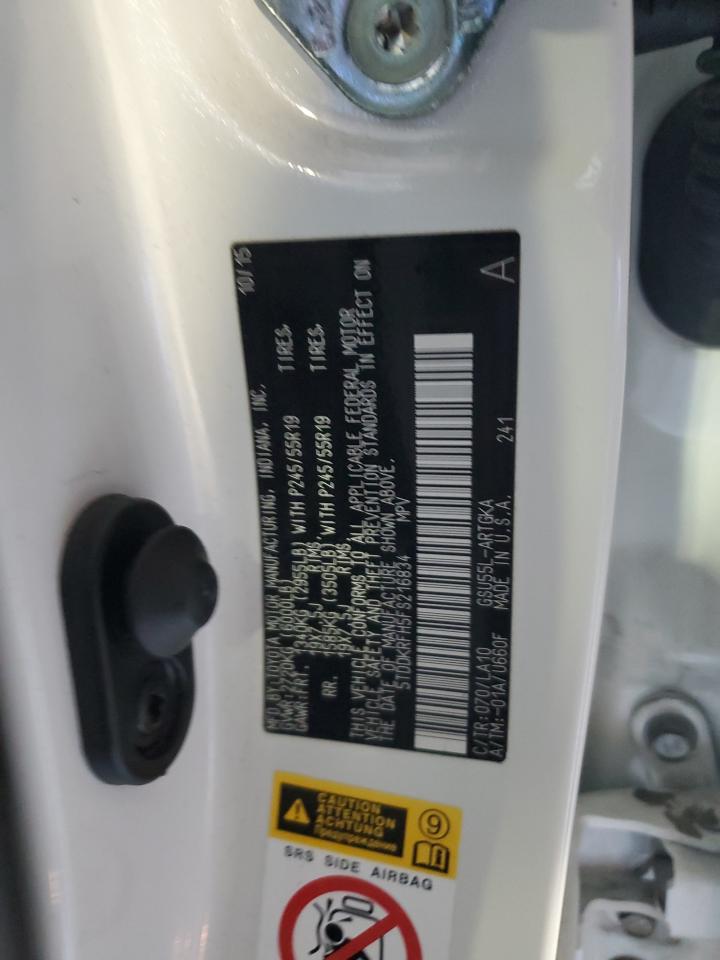 MFD BY:TOYOTA MOTOR MANUFACTURING, INDIANA, INC. 10/15
GVWR:2720KG (6000LB)
GAWR:FRT. 1340KG (2955LB) WITH P245/55R19 TIRES,
19X7.5J RIMS,
RR. 1589KG (3505LB) WITH P245/55R19 TIRES,
19X7.5J RIMS,
THIS VEHICLE CONFORMS TO ALL APPLICABLE FEDERAL MOTOR
VEHICLE SAFETY AND THEFT PREVENTION STANDARDS IN EFFECT ON
THE DATE OF MANUFACTURE SHOWN ABOVE.
5TDDKRFH5FS216834 MPV
C/TR:070/LA10 GSU55L-ARTGKA 241 A
A/TM:-01A/U660F MADE IN U.S.A.
CAUTION
ATTENTION
ACHTUNG
Предупреждение
9
SRS SIDE AIRBAG